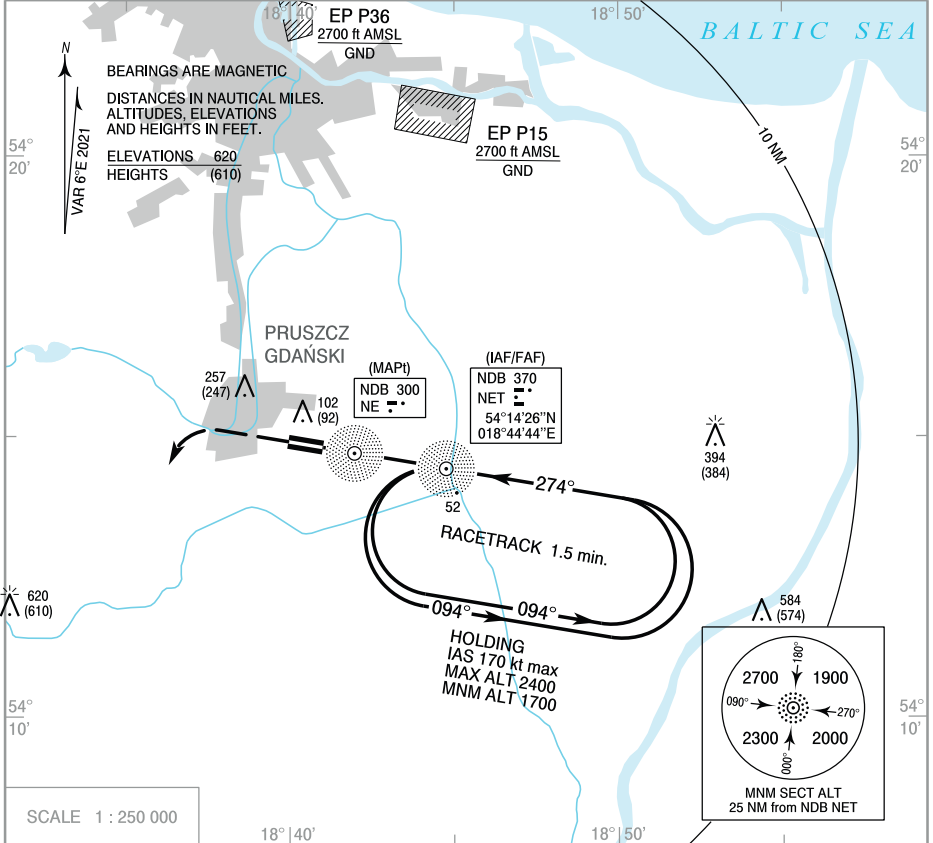 18°40'
18°50'
EP P36
2700 ft AMSL
GND
BALTIC SEA
N
VAR 6°E 2021
BEARINGS ARE MAGNETIC
DISTANCES IN NAUTICAL MILES.
ALTITUDES, ELEVATIONS
AND HEIGHTS IN FEET.
ELEVATIONS 620
HEIGHTS (610)
EP P15
2700 ft AMSL
GND
10 NM
54°
20'
54°
20'
PRUSZCZ
GDAŃSKI
257
(247)
102
(92)
(MAPt)
NDB 300
NE
(IAF/FAF)
NDB 370
NET
54°14'26"N
018°44'44"E
394
(384)
274°
52
RACETRACK 1.5 min.
094°
094°
HOLDING
IAS 170 kt max
MAX ALT 2400
MNM ALT 1700
620
(610)
584
(574)
54°
10'
54°
10'
180°
2700
1900
090°
270°
2300
2000
000°
MNM SECT ALT
25 NM from NDB NET
SCALE 1 : 250 000
18°40'
18°50'